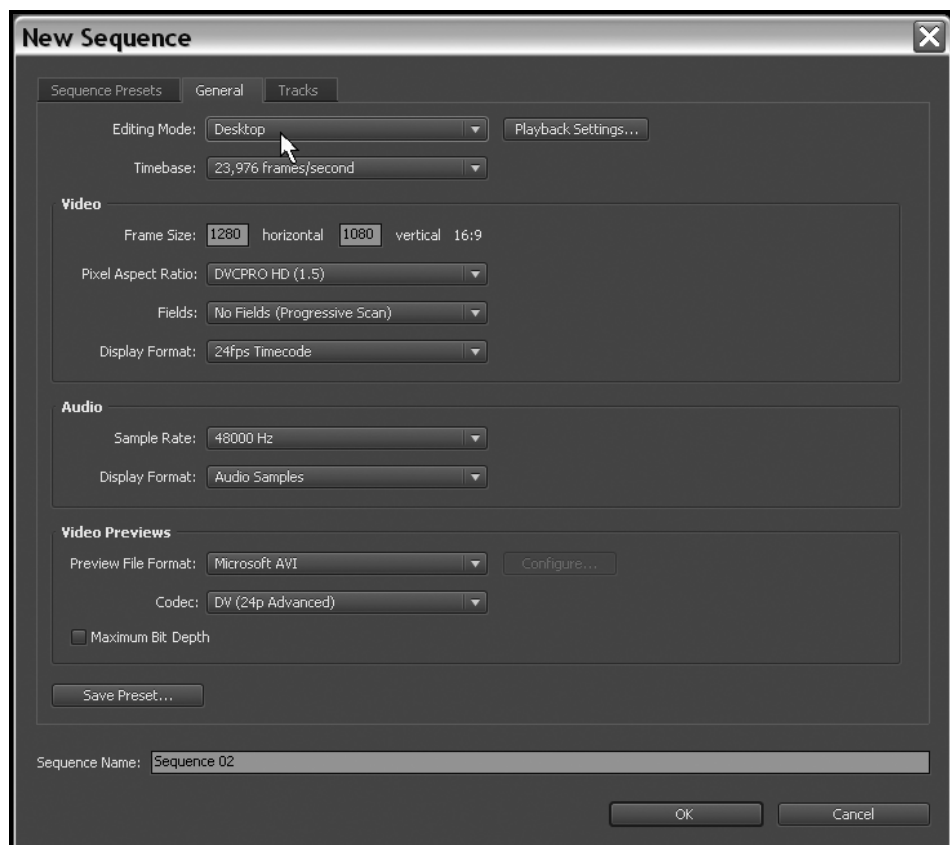 New Sequence
Sequence Presets General Tracks
Editing Mode: Desktop Playback Settings...
Timebase: 23,976 frames/second
Video
Frame Size: 1280 horizontal 1080 vertical 16:9
Pixel Aspect Ratio: DVCPRO HD (1.5)
Fields: No Fields (Progressive Scan)
Display Format: 24fps Timecode
Audio
Sample Rate: 48000 Hz
Display Format: Audio Samples
Video Previews
Preview File Format: Microsoft AVI Configure...
Codec: DV (24p Advanced)
Maximum Bit Depth
Save Preset...
Sequence Name: Sequence 02
OK Cancel